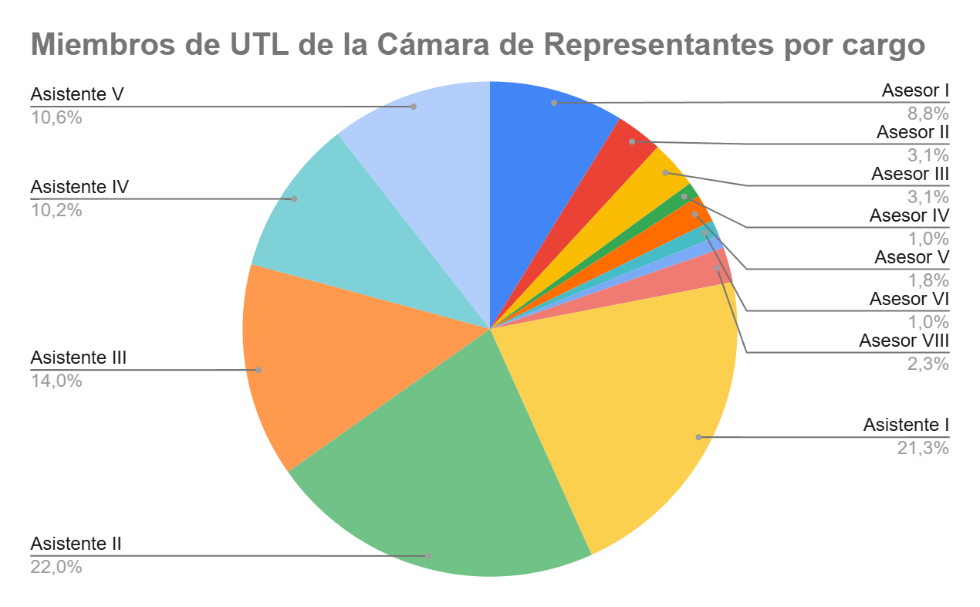 Miembros de UTL de la Cámara de Representantes por cargo
Asistente V
10,6%
Asistente IV
10,2%
Asistente III
14,0%
Asistente II
22,0%
Asesor I
8,8%
Asesor II
3,1%
Asesor III
3,1%
Asesor IV
1,0%
Asesor V
1,8%
Asesor VI
1,0%
Asesor VIII
2,3%
Asistente I
21,3%